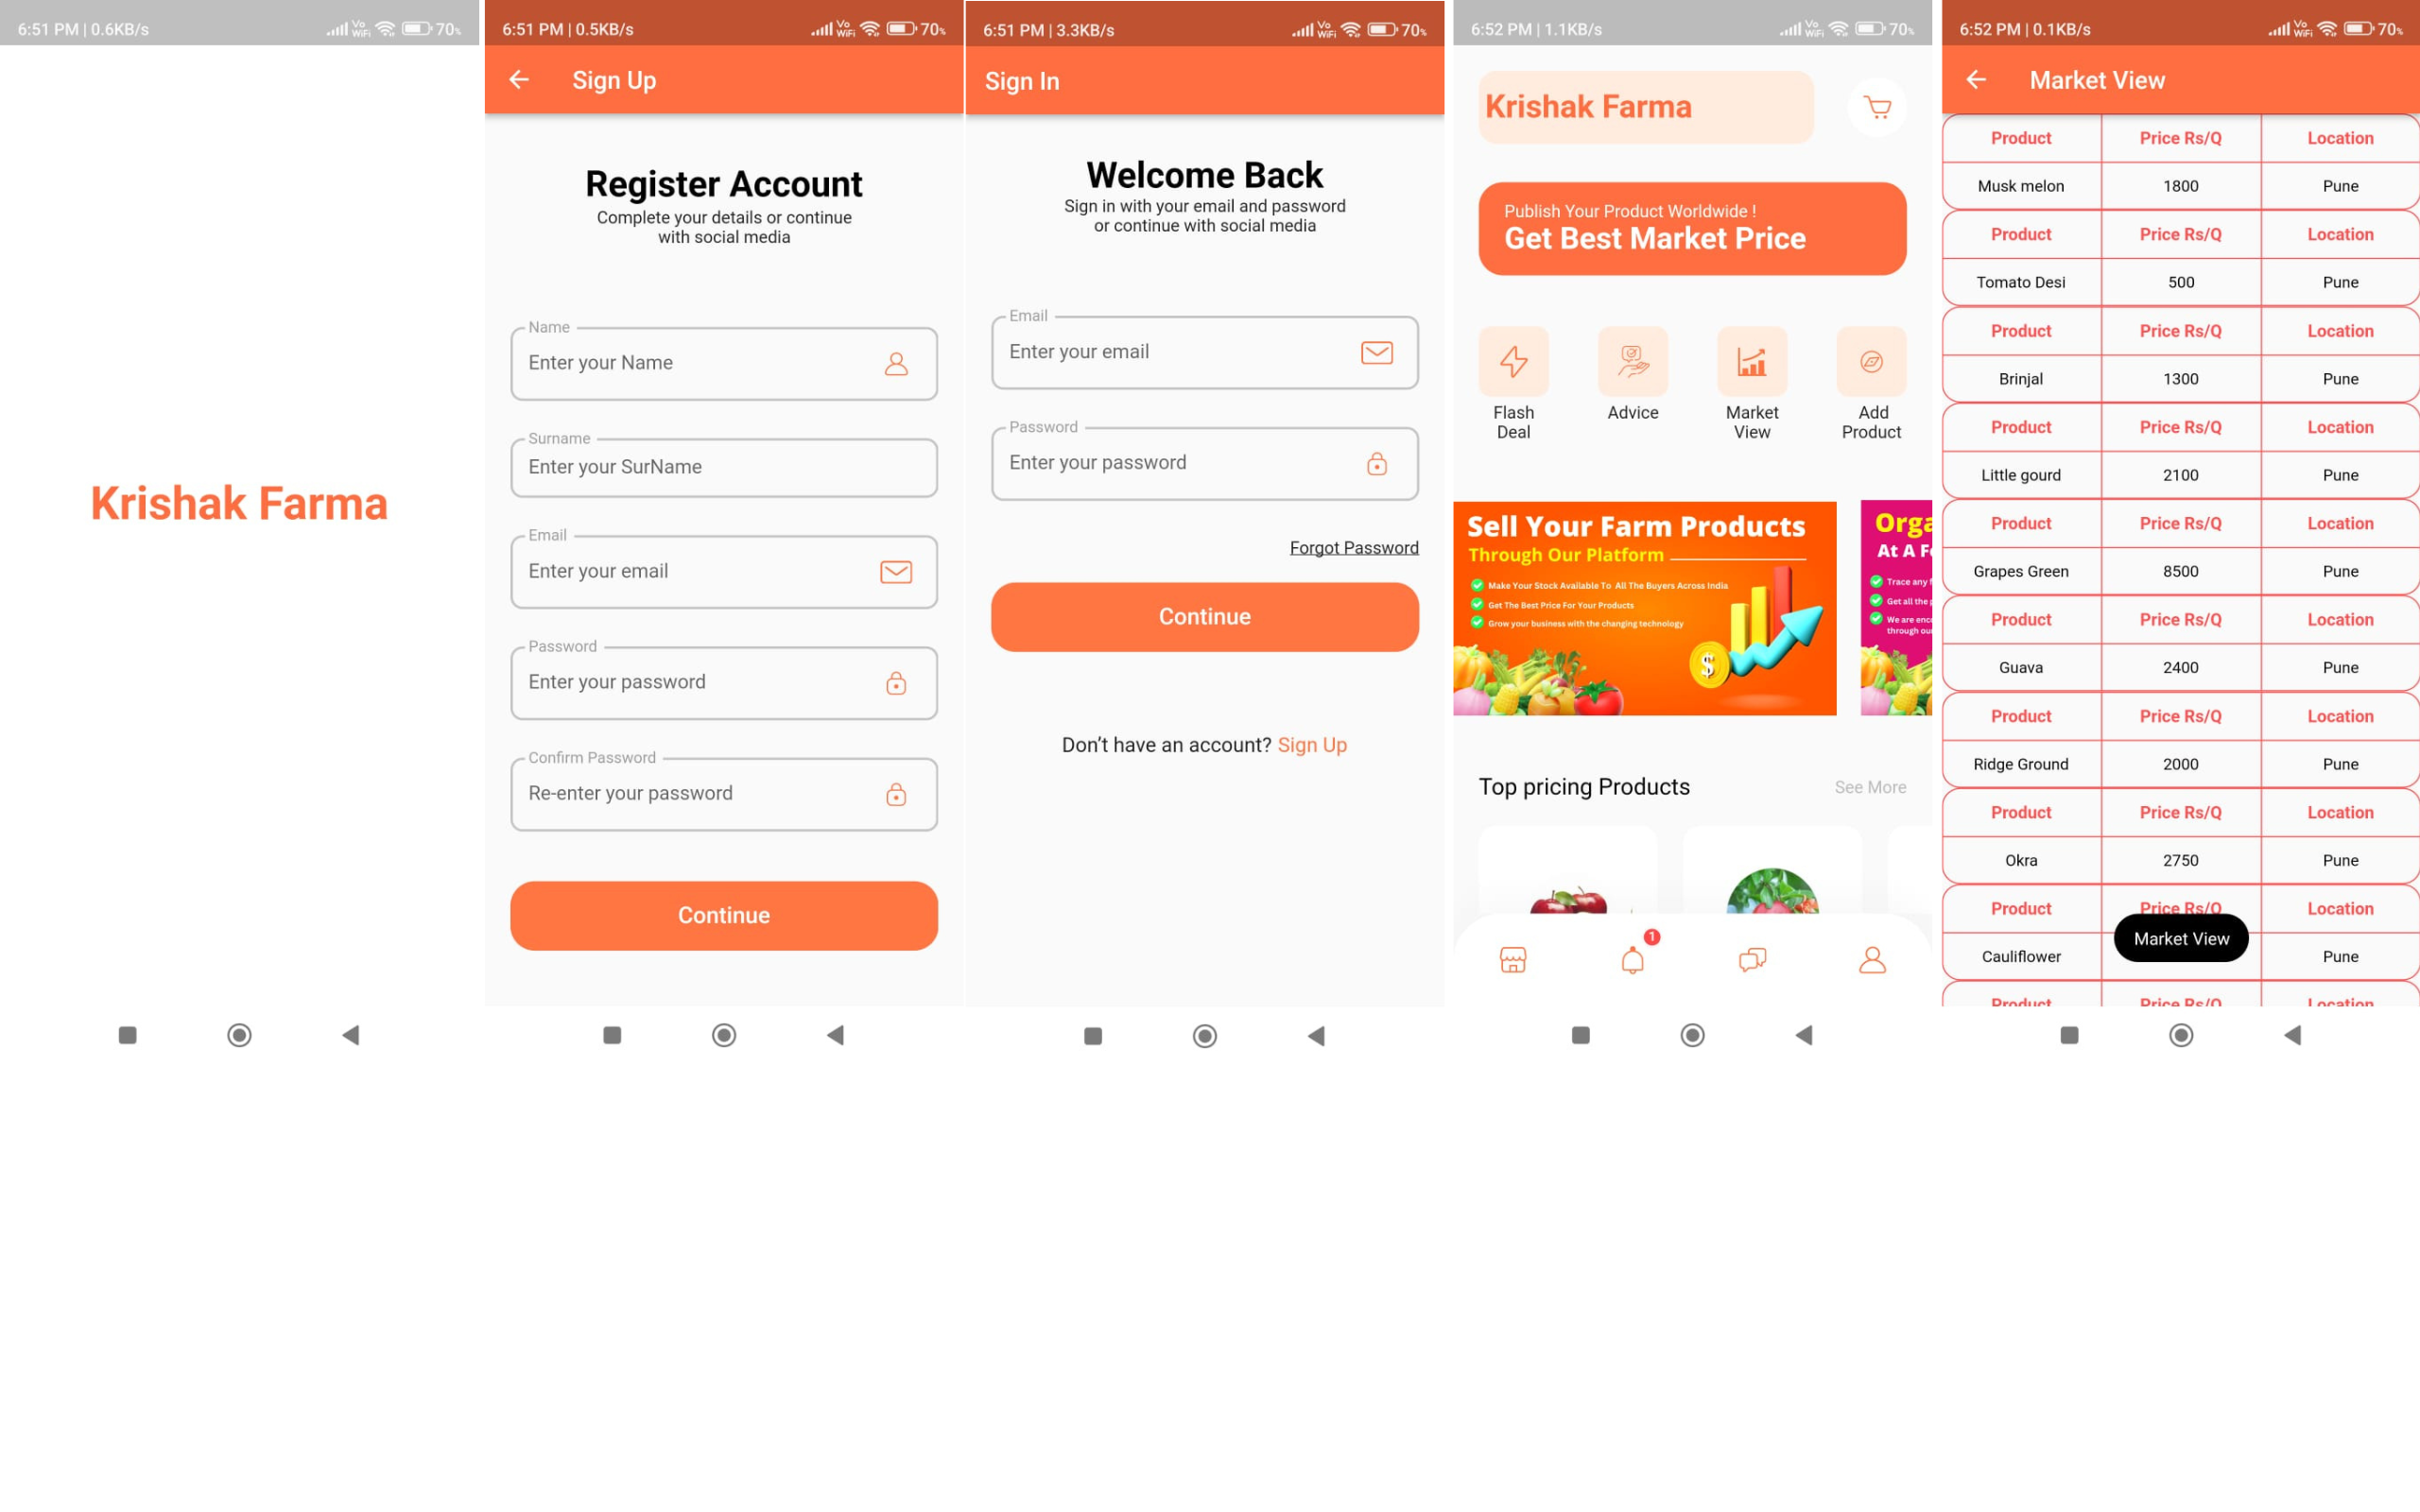 6:51 PM | 0.6KB/s
Vo
WiFi
70%
Krishak Farma
6:51 PM | 0.5KB/s
Vo
WiFi
70%
Sign Up
Register Account
Complete your details or continue
with social media
Name
Enter your Name
Surname
Enter your SurName
Email
Enter your email
Password
Enter your password
Confirm Password
Re-enter your password
Continue
6:51 PM | 3.3KB/s
Vo
WiFi
70%
Sign In
Welcome Back
Sign in with your email and password
or continue with social media
Email
Enter your email
Password
Enter your password
Forgot Password
Continue
Don't have an account? Sign Up
6:52 PM | 1.1KB/s
Vo
WiFi
70%
Krishak Farma
Publish Your Product Worldwide !
Get Best Market Price
Flash
Deal
Advice
Market
View
Add
Product
Sell Your Farm Products
Through Our Platform
Make Your Stock Available To All The Buyers Across India
Get The Best Price For Your Products
Grow your business with the changing technology
$
Orga
At A F
Trace any
Get all the
We are enc
through ou
Top pricing Products
See More
1
6:52 PM | 0.1KB/s
Vo
WiFi
70%
Market View
Product Price Rs/Q Location
Musk melon 1800 Pune
Product Price Rs/Q Location
Tomato Desi 500 Pune
Product Price Rs/Q Location
Brinjal 1300 Pune
Product Price Rs/Q Location
Little gourd 2100 Pune
Product Price Rs/Q Location
Grapes Green 8500 Pune
Product Price Rs/Q Location
Guava 2400 Pune
Product Price Rs/Q Location
Ridge Ground 2000 Pune
Product Price Rs/Q Location
Okra 2750 Pune
Product Price Rs/Q Location
Market View
Cauliflower Pune
Product Price Rs/Q Location